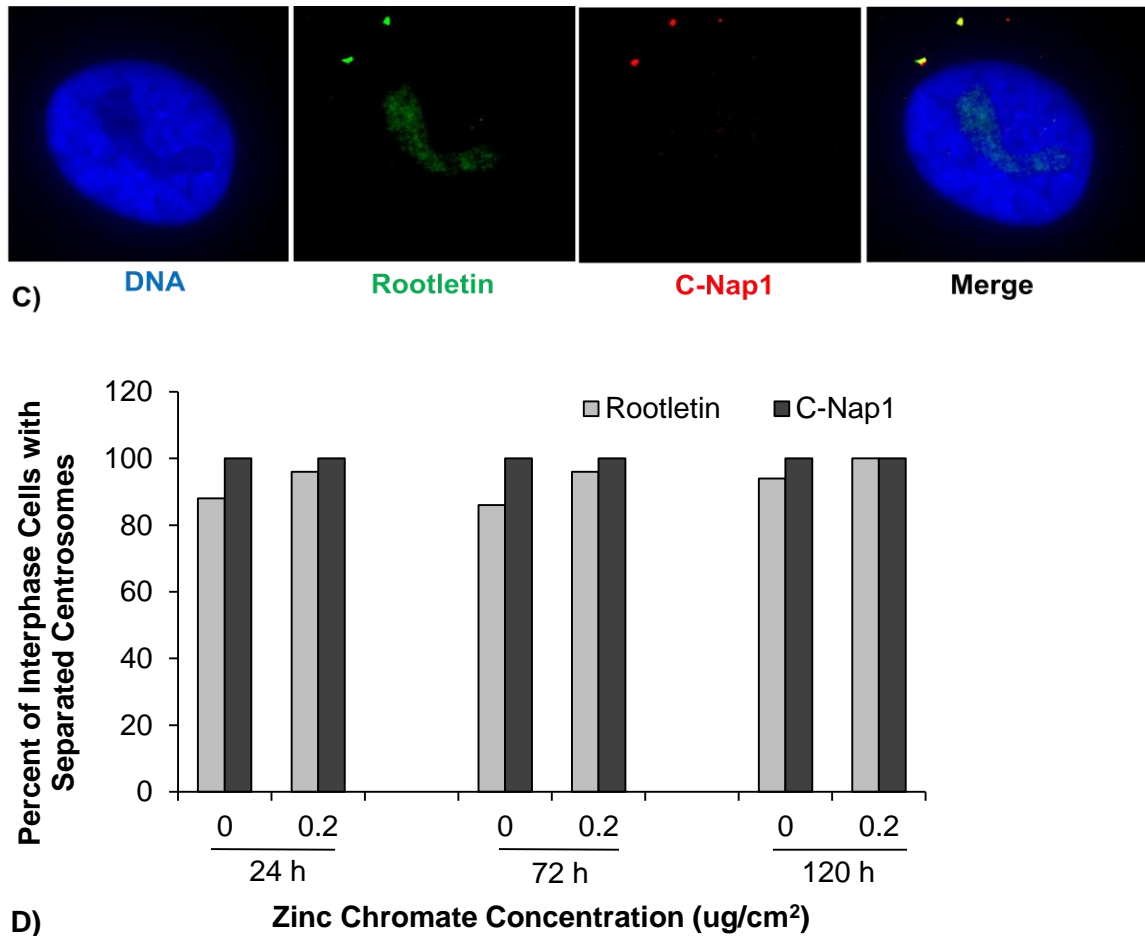 DNA Rootletin C-Nap1 Merge
C)
Rootletin C-Nap1
Percent of Interphase Cells with
Separated Centrosomes
120
100
80
60
40
20
0
0 0.2 0 0.2 0 0.2
24 h 72 h 120 h
Zinc Chromate Concentration (ug/cm²)
D)